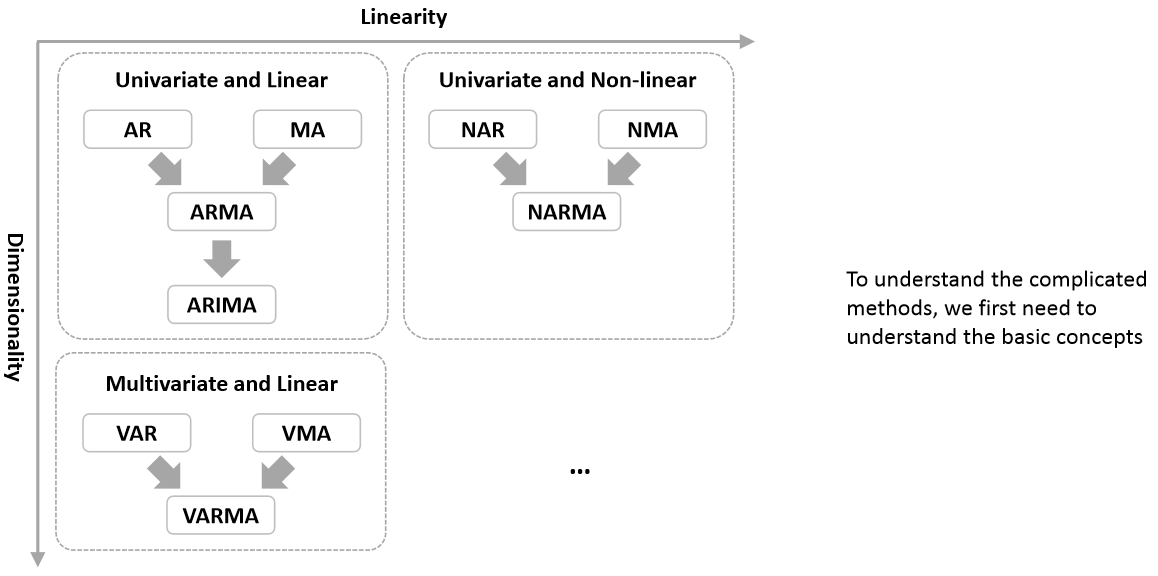 Linearity
Dimensionality
Univariate and Linear
AR
MA
ARMA
ARIMA
Univariate and Non-linear
NAR
NMA
NARMA
Multivariate and Linear
VAR
VMA
VARMA
...
To understand the complicated
methods, we first need to
understand the basic concepts